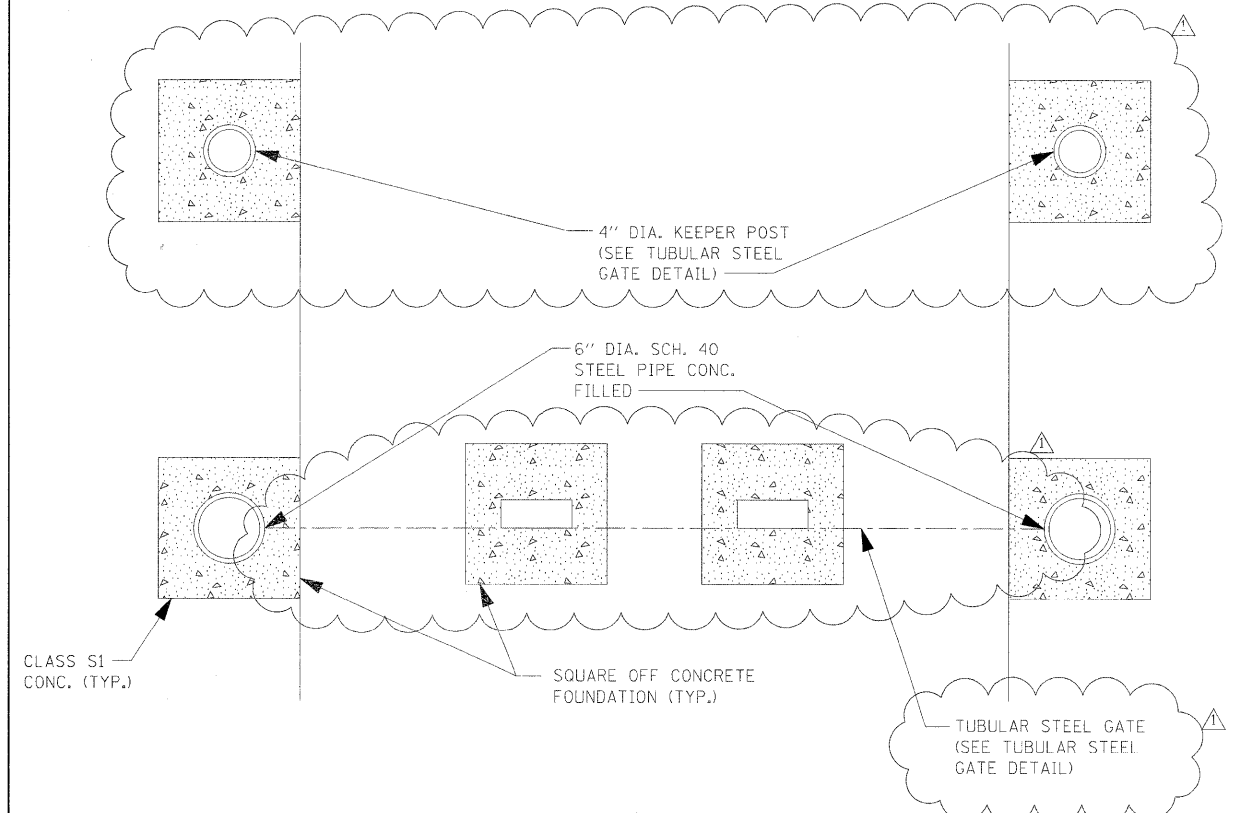 1
4" DIA. KEEPER POST
(SEE TUBULAR STEEL
GATE DETAIL)
6" DIA. SCH. 40
STEEL PIPE CONC.
FILLED
1
CLASS S1
CONC. (TYP.)
SQUARE OFF CONCRETE
FOUNDATION (TYP.)
1
TUBULAR STEEL GATE
(SEE TUBULAR STEEL
GATE DETAIL)